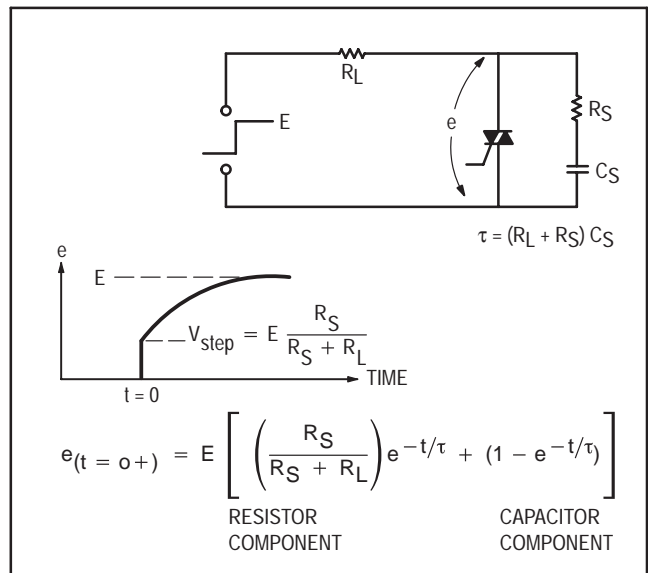 R_L
E
e
R_S
C_S
τ = (R_L + R_S) C_S
e
E
V_step = E R_S / (R_S + R_L)
TIME
t = 0
e_(t = o+) = E [ ( R_S / (R_S + R_L) ) e^{−t/τ} + (1 − e^{−t/τ}) ]
RESISTOR COMPONENT
CAPACITOR COMPONENT